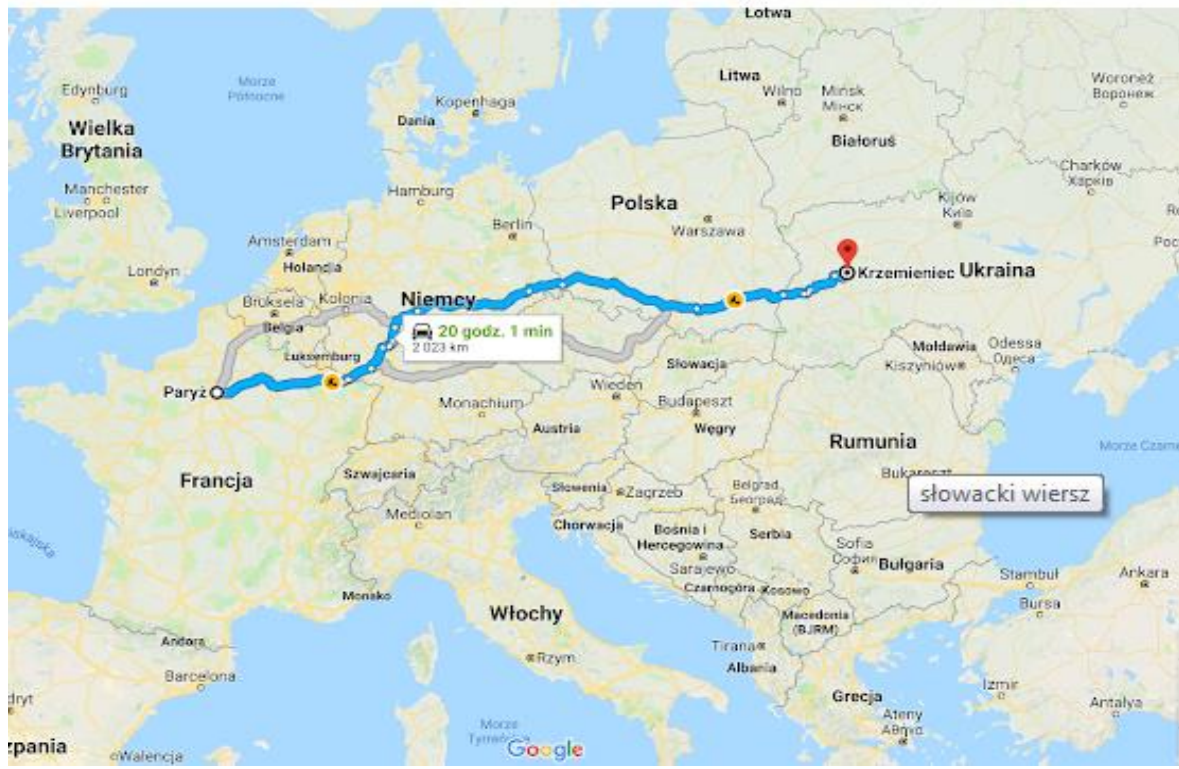 Łotwa
Edynburg
Morze
Północne
Kopenhaga
Dania
Litwa
Wilno
Mińsk
Мінск
Białoruś
Woroneż
Воронеж
Wielka
Brytania
Manchester
Liverpool
Hamburg
Berlin
Polska
Warszawa
Charków
Харків
Kijów
Київ
Amsterdam
Holandia
Londyn
Bruksela
Kolonia
Belgia
Niemcy
Krzemieniec
Ukraina
20 godz. 1 min
2 023 km
Luksemburg
Paryż
Słowacja
Mołdawia
Kiszyniów
Odessa
Одеса
Wiedeń
Monachium
Budapeszt
Austria
Węgry
Rumunia
Morze Czarne
Szwajcaria
Francja
Bukareszt
słowacki wiersz
Słowenia
Zagrzeb
Belgrad
Београд
Mediolan
Chorwacja
Bośnia i
Hercegowina
Serbia
Sarajewo
Sofia
София
Bułgaria
Czarnogóra
Kosowo
Stambuł
Ankara
Monako
Bursa
Włochy
Macedonia
(BJRM)
Andora
Tirana
Rzym
Albania
Barcelona
Izmir
Grecja
Antalya
Ateny
Αθήνα
Morze
Tyrreńskie
Google
Walencja